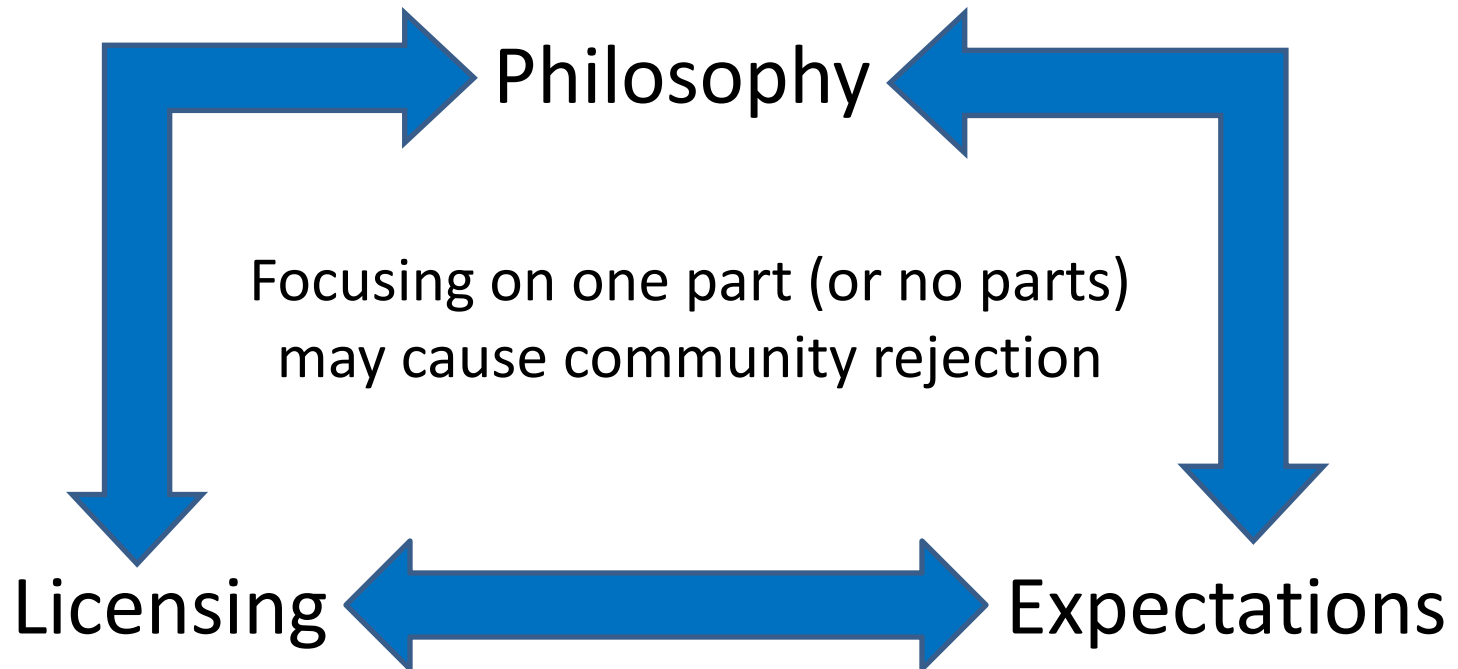 Philosophy
Focusing on one part (or no parts)
may cause community rejection
Licensing
Expectations